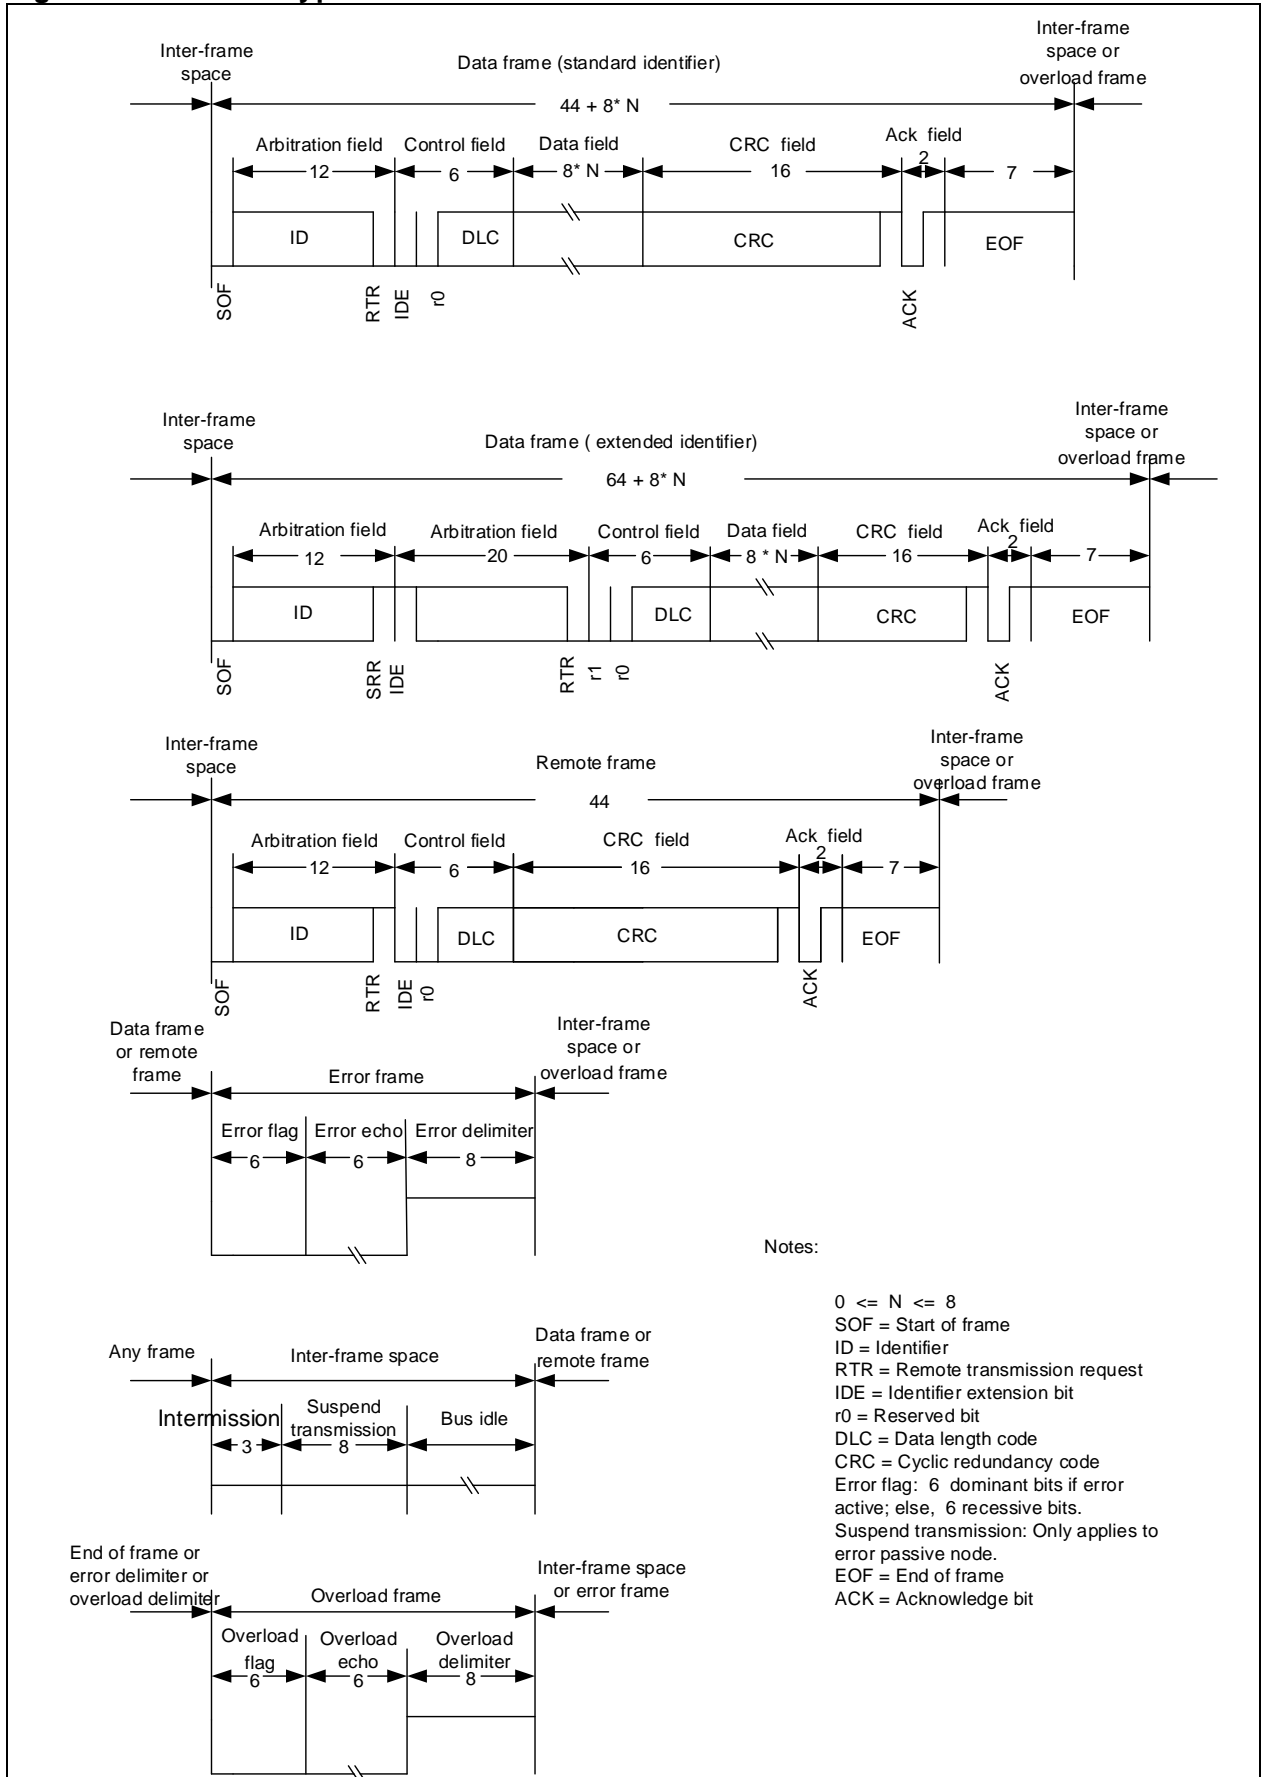 Inter-frame
space
Data frame (standard identifier)
Inter-frame
space or
overload frame
44 + 8* N
Arbitration field
Control field
Data field
CRC field
Ack field
12
6
8* N
16
2
7
ID
DLC
CRC
EOF
SOF
RTR
IDE
r0
ACK
Inter-frame
space
Data frame ( extended identifier)
Inter-frame
space or
overload frame
64 + 8* N
Arbitration field
Arbitration field
Control field
Data field
CRC field
Ack field
12
20
6
8 * N
16
2
7
ID
DLC
CRC
EOF
SOF
SRR
IDE
RTR
r1
r0
ACK
Inter-frame
space
Remote frame
Inter-frame
space or
overload frame
44
Arbitration field
Control field
CRC field
Ack field
12
6
16
2
7
ID
DLC
CRC
EOF
SOF
RTR
IDE
r0
ACK
Data frame
or remote
frame
Error frame
Inter-frame
space or
overload frame
Error flag
Error echo
Error delimiter
6
6
8
Any frame
Inter-frame space
Data frame or
remote frame
Intermission
Suspend
transmission
Bus idle
3
8
End of frame or
error delimiter or
overload delimiter
Overload frame
Inter-frame space
or error frame
Overload
flag
Overload
echo
Overload
delimiter
6
6
8
Notes:
0 <= N <= 8
SOF = Start of frame
ID = Identifier
RTR = Remote transmission request
IDE = Identifier extension bit
r0 = Reserved bit
DLC = Data length code
CRC = Cyclic redundancy code
Error flag: 6 dominant bits if error
active; else, 6 recessive bits.
Suspend transmission: Only applies to
error passive node.
EOF = End of frame
ACK = Acknowledge bit